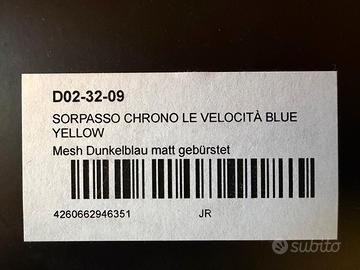 D02-32-09
SORPASSO CHRONO LE VELOCITÀ BLUE
YELLOW
Mesh Dunkelblau matt gebürstet
4260662946351 JR
subito